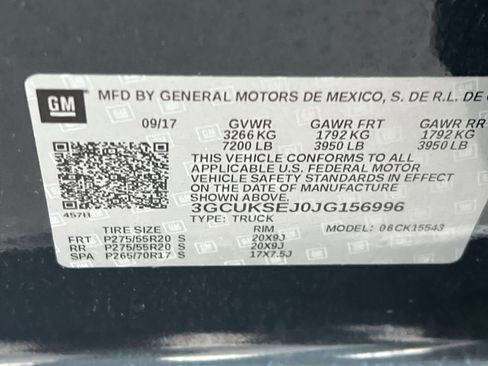 GM
MFD BY GENERAL MOTORS DE MEXICO, S. DE R.L. DE
09/17 GVWR GAWR FRT GAWR RR
3266 KG 1792 KG 1792 KG
7200 LB 3950 LB 3950 LB
THIS VEHICLE CONFORMS TO ALL
APPLICABLE U.S. FEDERAL MOTOR
VEHICLE SAFETY STANDARDS IN EFFECT
ON THE DATE OF MANUFACTURE
SHOWN ABOVE.
3GCUKSEJ0JG156996
457B TYPE: TRUCK
TIRE SIZE RIM MODEL: 06CK15543
FRT P275/55R20 S 20X9J
RR P275/55R20 S 20X9J
SPA P265/70R17 S 17X7.5J